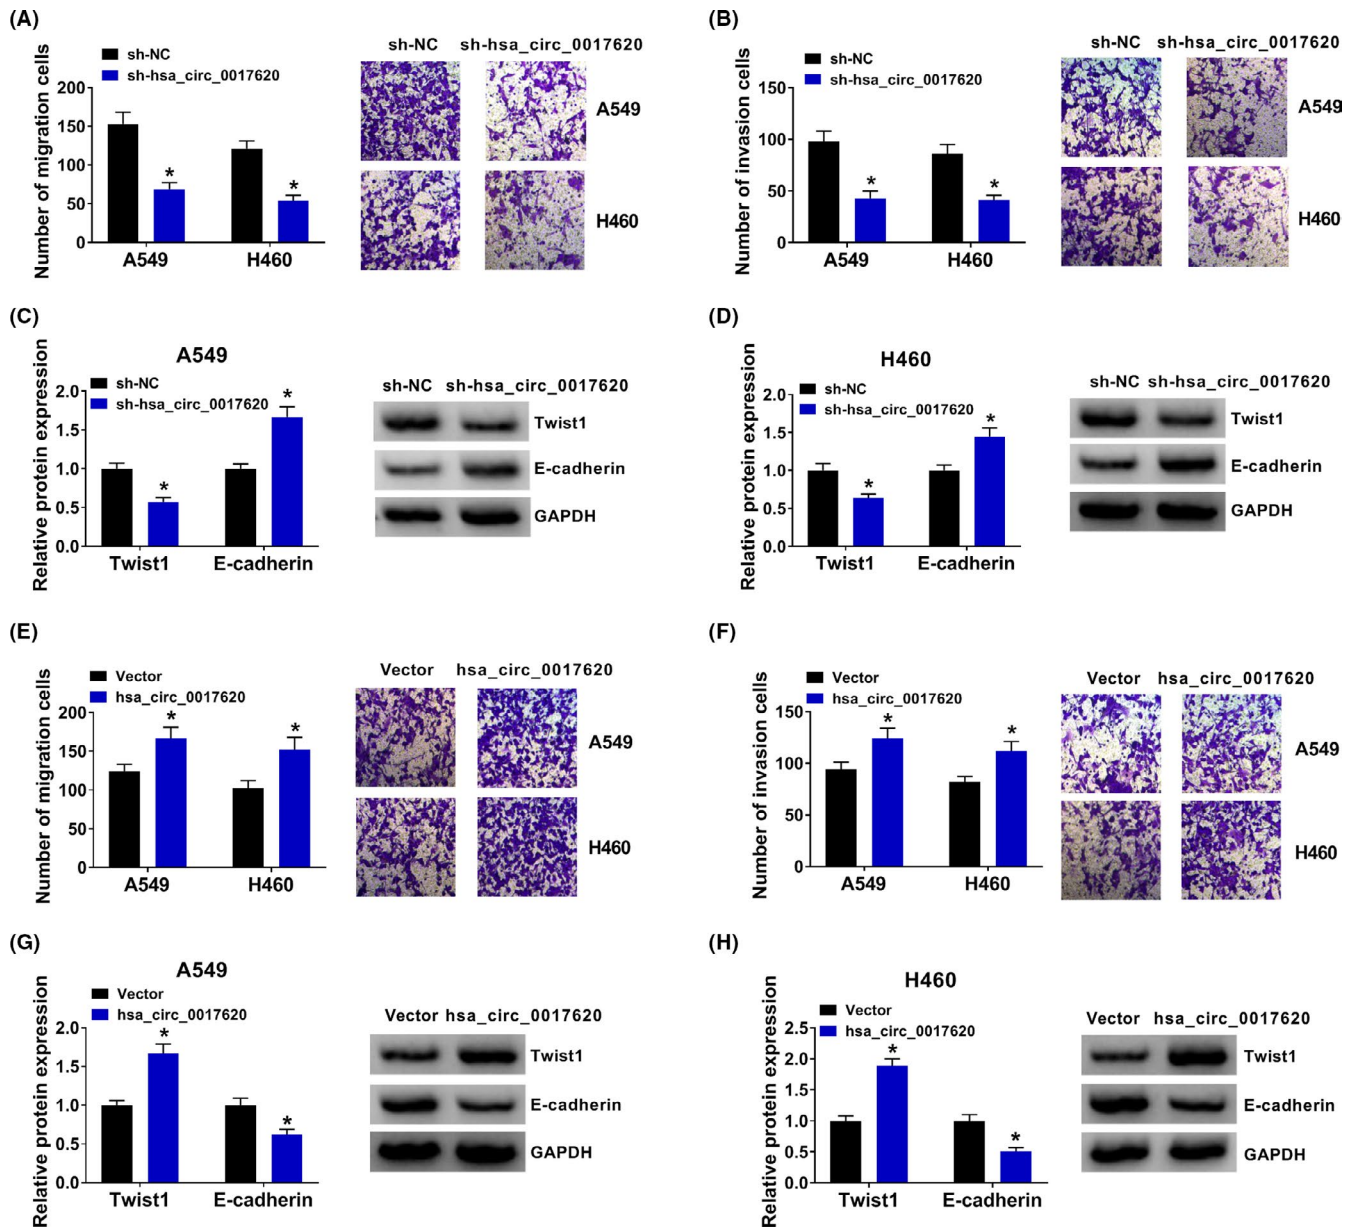 (A)
sh-NC
sh-hsa_circ_0017620
Number of migration cells
200
150
100
50
0
*
*
A549
H460
sh-NC sh-hsa_circ_0017620
A549
H460
(B)
sh-NC
sh-hsa_circ_0017620
Number of invasion cells
150
100
50
0
*
*
A549
H460
sh-NC sh-hsa_circ_0017620
A549
H460
(C)
A549
sh-NC
sh-hsa_circ_0017620
Relative protein expression
2.0
1.5
1.0
0.5
0.0
*
*
Twist1
E-cadherin
sh-NC sh-hsa_circ_0017620
Twist1
E-cadherin
GAPDH
(D)
H460
sh-NC
sh-hsa_circ_0017620
Relative protein expression
2.0
1.5
1.0
0.5
0.0
*
*
Twist1
E-cadherin
sh-NC sh-hsa_circ_0017620
Twist1
E-cadherin
GAPDH
(E)
Vector
hsa_circ_0017620
Number of migration cells
200
150
100
50
0
*
*
A549
H460
Vector hsa_circ_0017620
A549
H460
(F)
Vector
hsa_circ_0017620
Number of invasion cells
150
100
50
0
*
*
A549
H460
Vector hsa_circ_0017620
A549
H460
(G)
A549
Vector
hsa_circ_0017620
Relative protein expression
2.0
1.5
1.0
0.5
0.0
*
*
Twist1
E-cadherin
Vector hsa_circ_0017620
Twist1
E-cadherin
GAPDH
(H)
H460
Vector
hsa_circ_0017620
Relative protein expression
2.5
2.0
1.5
1.0
0.5
0.0
*
*
Twist1
E-cadherin
Vector hsa_circ_0017620
Twist1
E-cadherin
GAPDH